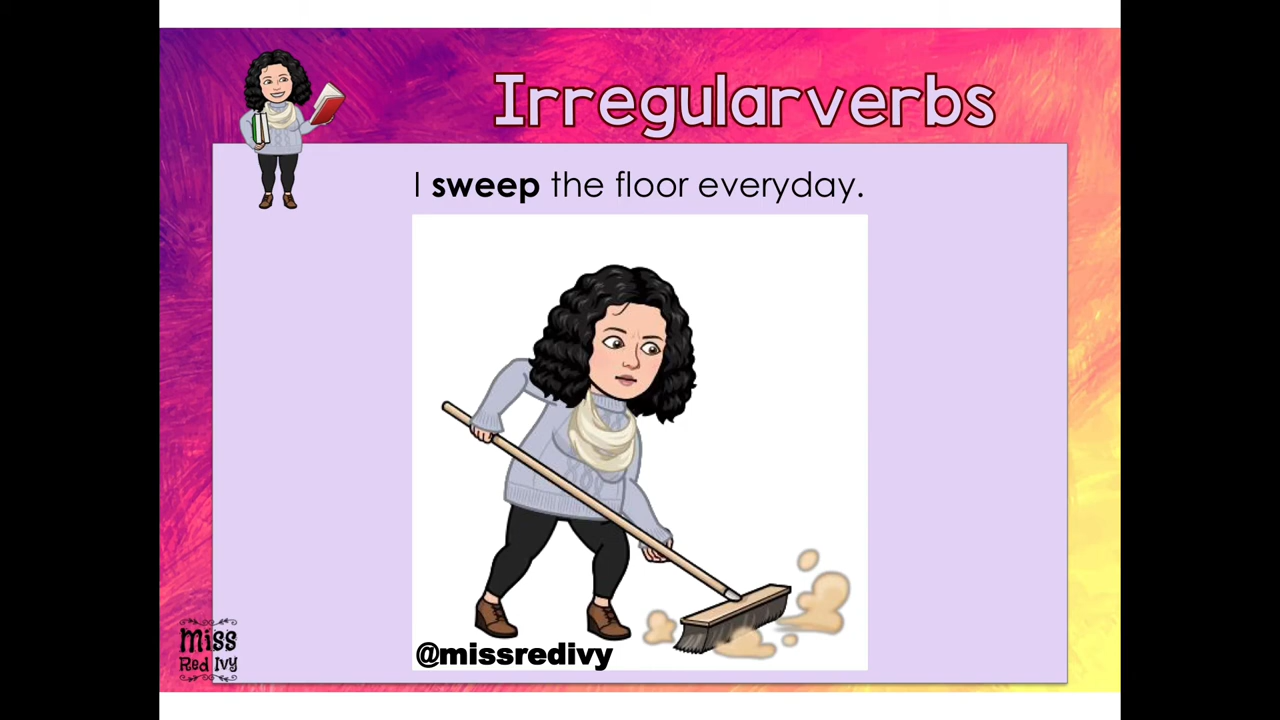 Irregularverbs
I sweep the floor everyday.
@missredivy
Miss
Red Ivy